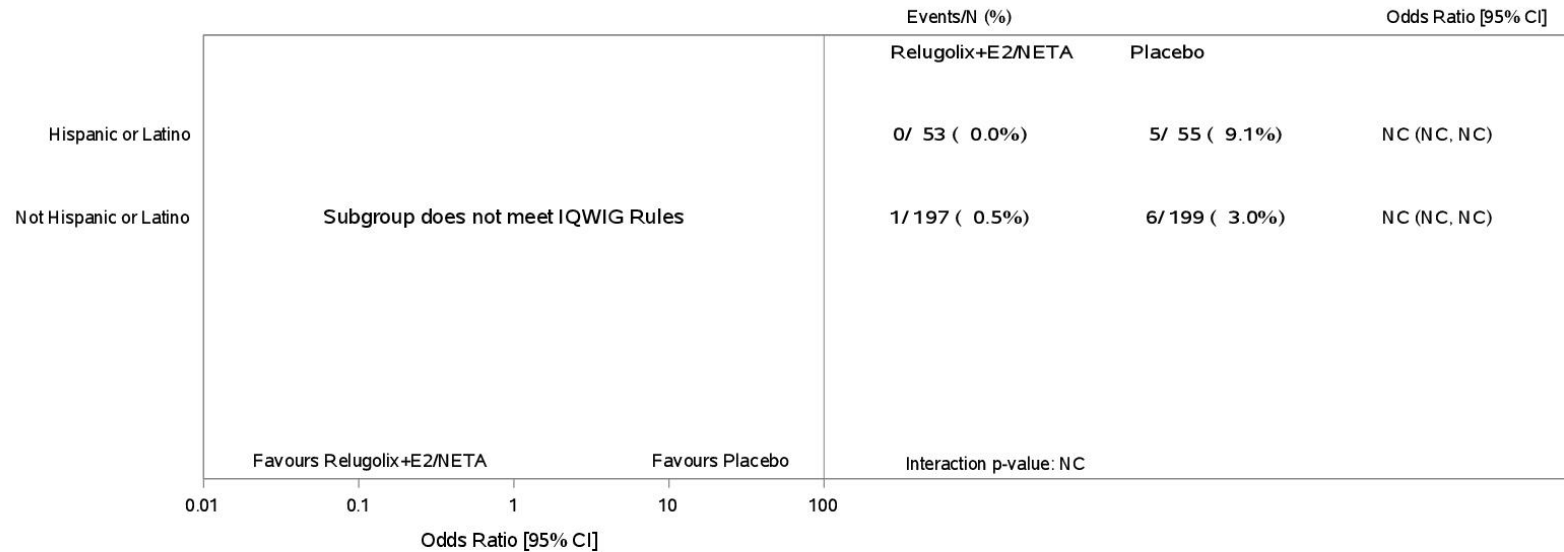 Events/N (%) Odds Ratio [95% CI]
Relugolix+E2/NETA Placebo
Hispanic or Latino 0/ 53 ( 0.0%) 5/ 55 ( 9.1%) NC (NC, NC)
Not Hispanic or Latino Subgroup does not meet IQWIG Rules 1/ 197 ( 0.5%) 6/ 199 ( 3.0%) NC (NC, NC)
Favours Relugolix+E2/NETA Favours Placebo Interaction p-value: NC
0.01 0.1 1 10 100
Odds Ratio [95% CI]